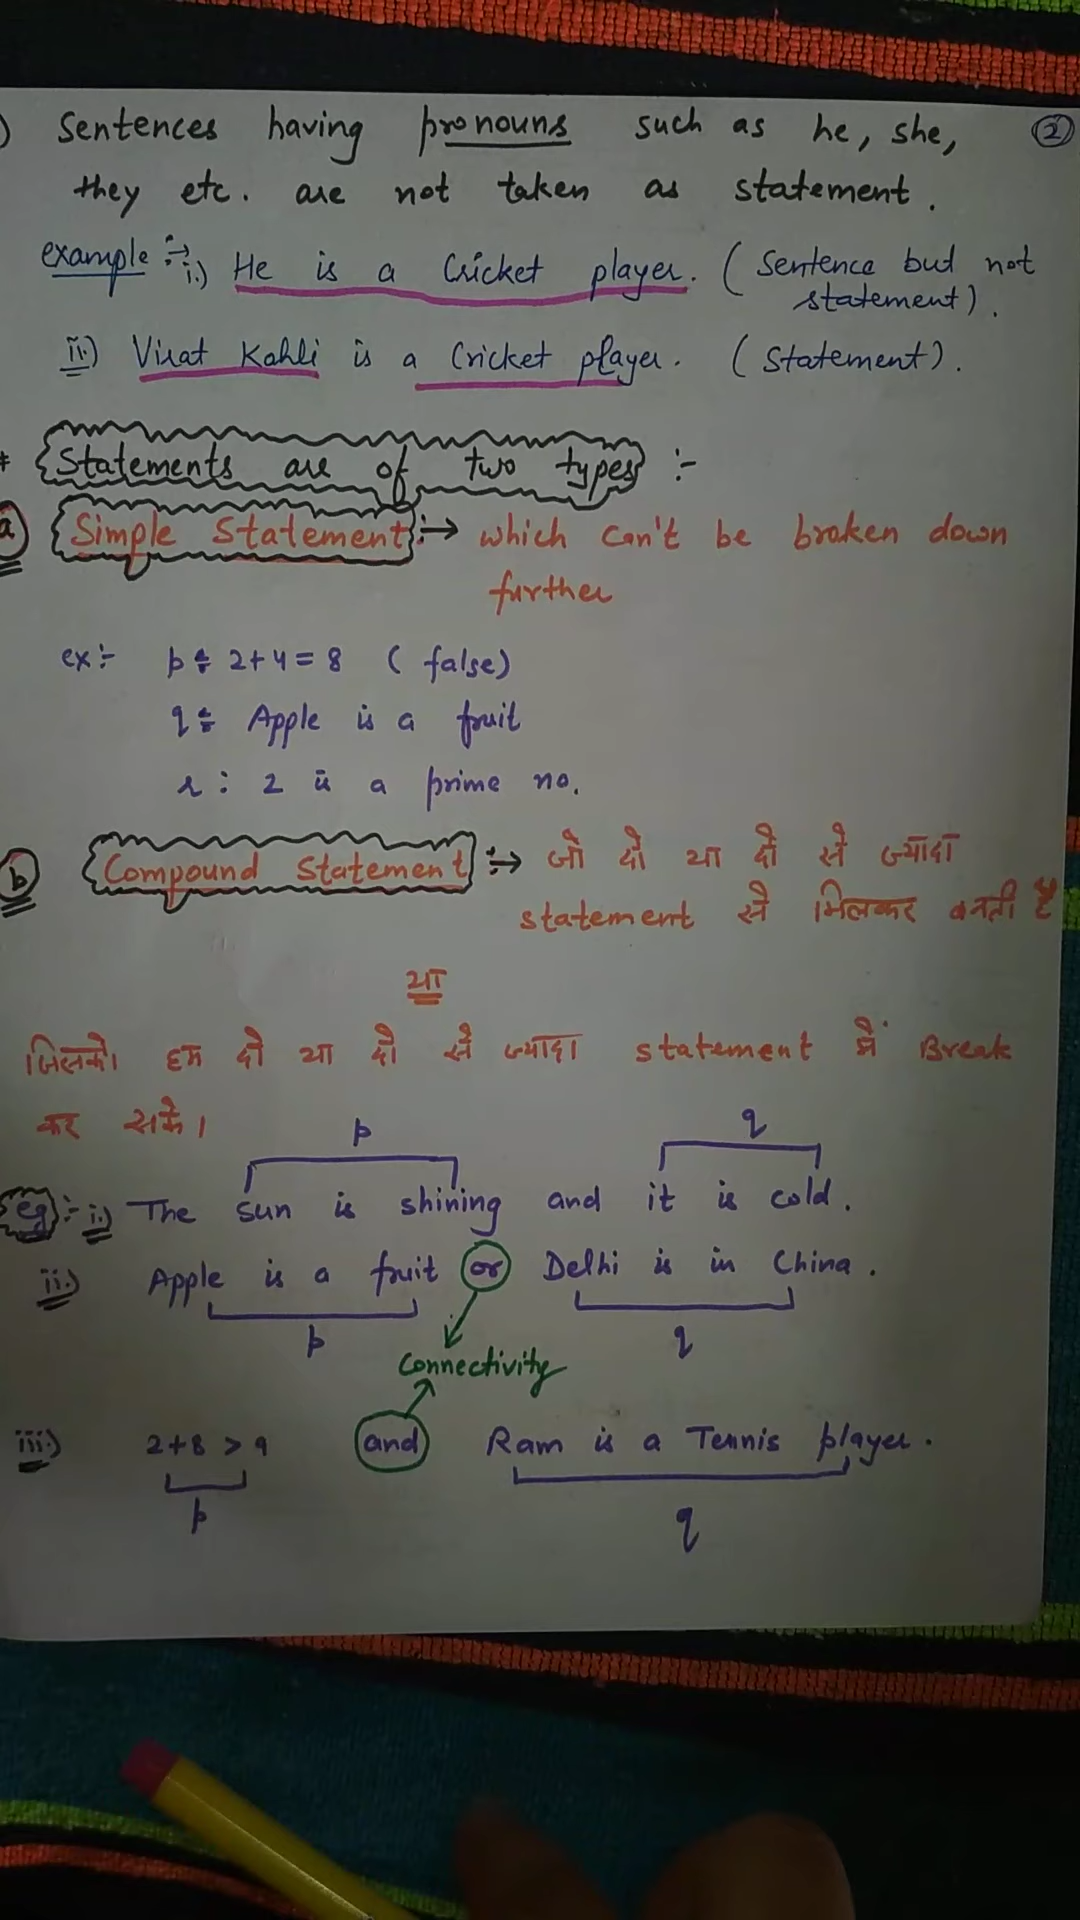 ) Sentences having pronouns such as he, she, ②
they etc. are not taken as statement.
example :→ i.) He is a Cricket player. (Sentence but not
statement).
ii.) Virat Kohli is a Cricket player. (Statement).
* Statements are of two types :-
a Simple Statement :→ which can't be broken down
further
ex :- p : 2+4=8 (false)
q : Apple is a fruit
r : 2 is a prime no.
b Compound Statement :→ जो दो या दो से ज्यादा
statement से मिलकर बनती है
या
जिसको हम दो या दो से ज्यादा statement में Break
कर सके।
p q
eg :- i.) The sun is shining and it is cold.
ii.) Apple is a fruit or Delhi is in China.
p q
Connectivity
iii.) 2+8 > 9 and Ram is a Tennis player.
p q